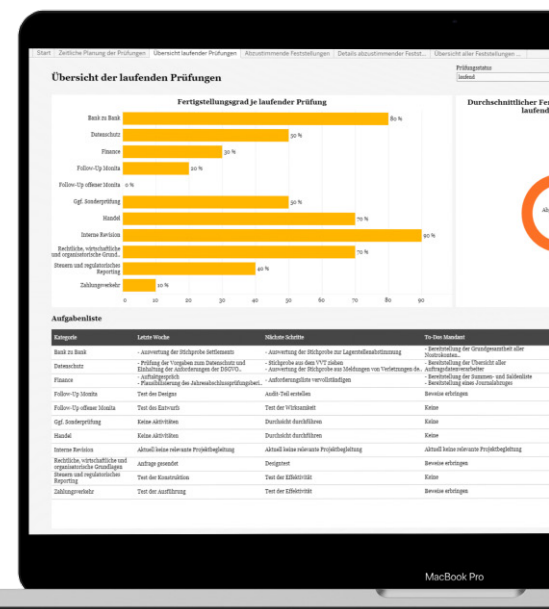 Start Zeitliche Planung der Prüfungen Übersicht laufender Prüfungen Abzustimmende Feststellungen Details abzustimmender Festst... Übersicht aller Feststellungen ...
Übersicht der laufenden Prüfungen
Prüfungsstatus
laufend
Fertigstellungsgrad je laufender Prüfung
Durchschnittlicher Fer
laufend
Bank zu Bank 80 %
Datenschutz 50 %
Finance 30 %
Follow-Up Monita 20 %
Follow-Up offener Monita 0 %
Ggf. Sonderprüfung 50 %
Handel 70 %
Interne Revision 90 %
Rechtliche, wirtschaftliche
und organisatorische Grund.. 70 %
Steuern und regulatorisches
Reporting 40 %
Zahlungsverkehr 10 %
0 10 20 30 40 50 60 70 80 90
Ab
Aufgabenliste
Kategorie Letzte Woche Nächste Schritte To-Dos Mandant
Bank zu Bank - Auswertung der Stichprobe Settlements - Auswertung der Stichprobe zur Lagerstellenabstimmung - Bereitstellung der Grundgesamtheit aller
Nostrokonten..
Datenschutz - Prüfung der Vorgaben zum Datenschutz und - Stichprobe aus dem VVT ziehen - Bereitstellung der Übersicht aller
Einhaltung der Anforderungen der DSGVO.. - Auswertung der Stichprobe aus Meldungen von Verletzungen de.. Auftragsdatenverarbeiter
Finance - Auftaktgespräch - Anforderungsliste vervollständigen - Bereitstellung der Summen- und Saldenliste
- Plausibilisierung des Jahresabschlussprüfungsberi.. - Bereitstellung eines Journalabzuges
Follow-Up Monita Test des Designs Audit-Teil erstellen Beweise erbringen
Follow-Up offener Monita Test des Entwurfs Test der Wirksamkeit Keine
Ggf. Sonderprüfung Keine Aktivitäten Durchsicht durchführen Keine
Handel Keine Aktivitäten Durchsicht durchführen Keine
Interne Revision Aktuell keine relevante Projektbegleitung Aktuell keine relevante Projektbegleitung Aktuell keine relevante Projektbegleitung
Rechtliche, wirtschaftliche und
organisatorische Grundlagen Anfrage gesendet Designtest Beweise erbringen
Steuern und regulatorisches
Reporting Test der Konstruktion Test der Effektivität Keine
Zahlungsverkehr Test der Ausführung Test der Effektivität Beweise erbringen
MacBook Pro